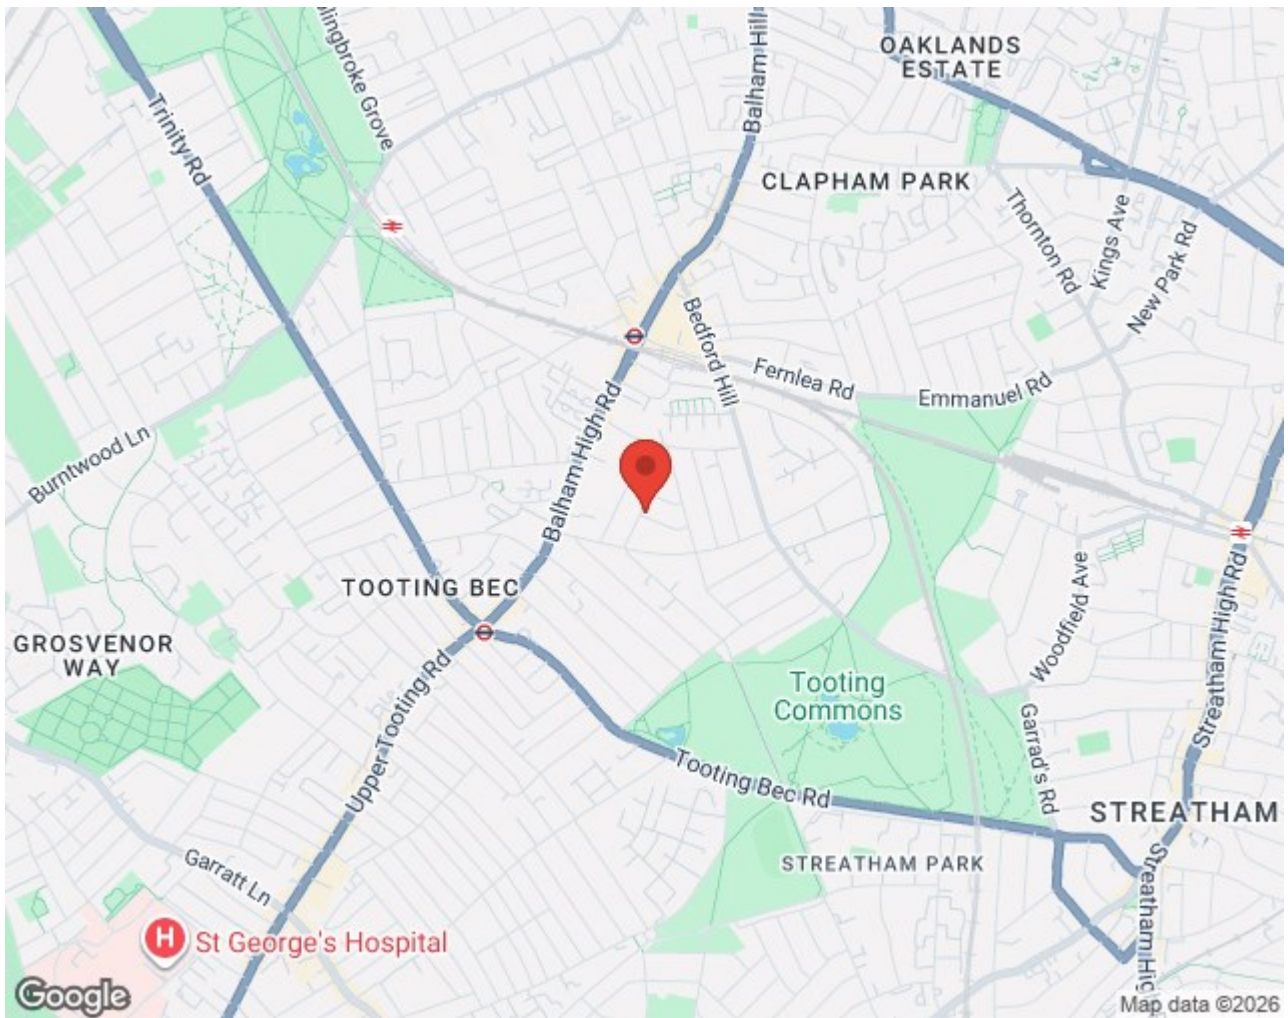 lingbroke Grove
Balham Hill
OAKLANDS
ESTATE
Trinity Rd
CLAPHAM PARK
Thornton Rd
Kings Ave
New Park Rd
Bedford Hill
Fernlea Rd
Emmanuel Rd
Balham High Rd
Burntwood Ln
TOOTING BEC
GROSVENOR
WAY
Woodfield Ave
Streatham High Rd
Upper Tooting Rd
Tooting
Commons
Garrad's Rd
Tooting Bec Rd
STREATHAM
STREATHAM PARK
Garratt Ln
Streatham Hig
H
St George's Hospital
Google
Map data ©2026